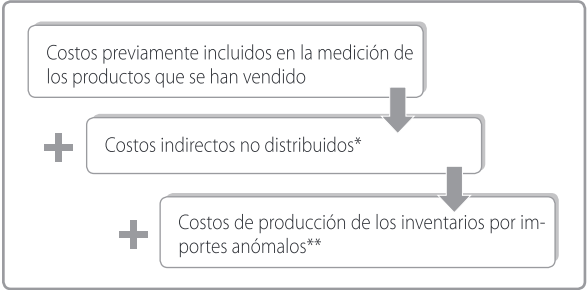 Costos previamente incluidos en la medición de
los productos que se han vendido
+ Costos indirectos no distribuidos*
+ Costos de producción de los inventarios por im-
portes anómalos**